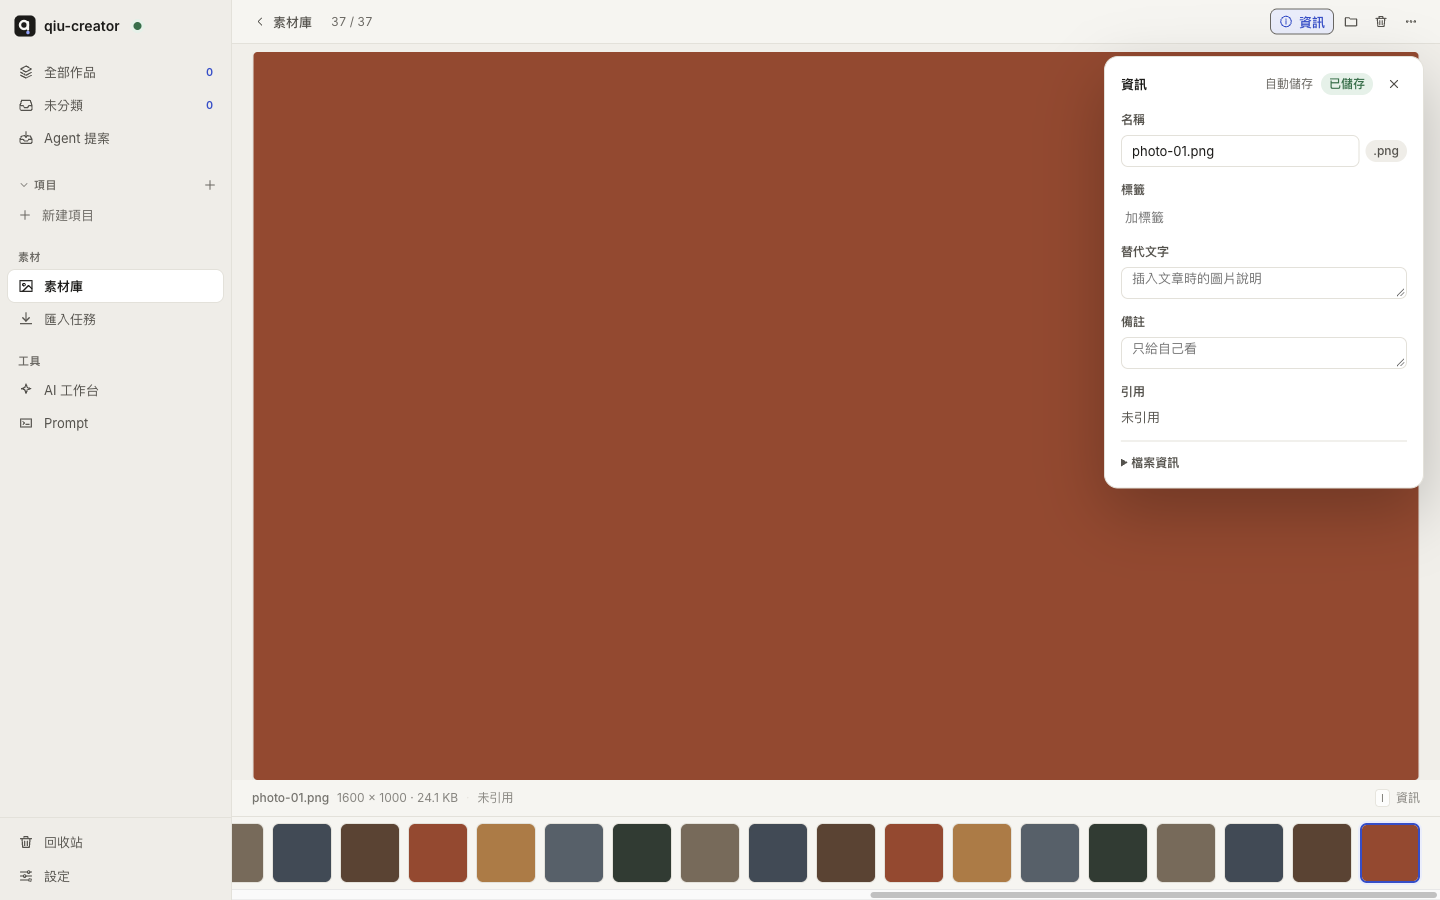 qiu-creator
全部作品 0
未分類 0
Agent 提案
項目
新建項目
素材
素材庫
匯入任務
工具
AI 工作台
Prompt
回收站
設定
素材庫 37 / 37
資訊
資訊 自動儲存 已儲存
名稱
photo-01.png .png
標籤
加標籤
替代文字
插入文章時的圖片說明
備註
只給自己看
引用
未引用
檔案資訊
photo-01.png 1600 × 1000 · 24.1 KB · 未引用
I 資訊